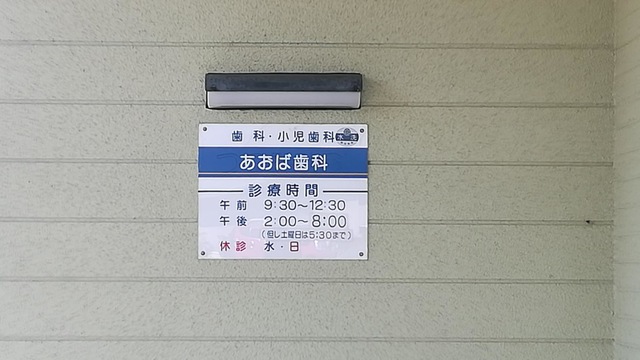 歯科・小児歯科
あおば歯科
診療時間
午前 9:30～12:30
午後 2:00～8:00
(但し土曜日は5:30まで)
休診 水・日